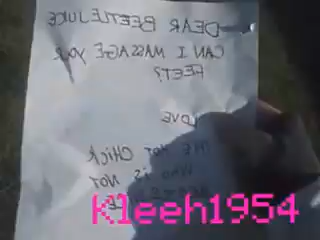 DEAR BEETLEJUICE
CAN I MASSAGE YOUR
FEET?
LOVE
THE HOT CHICK
WHO IS NOT
Kleeh1954